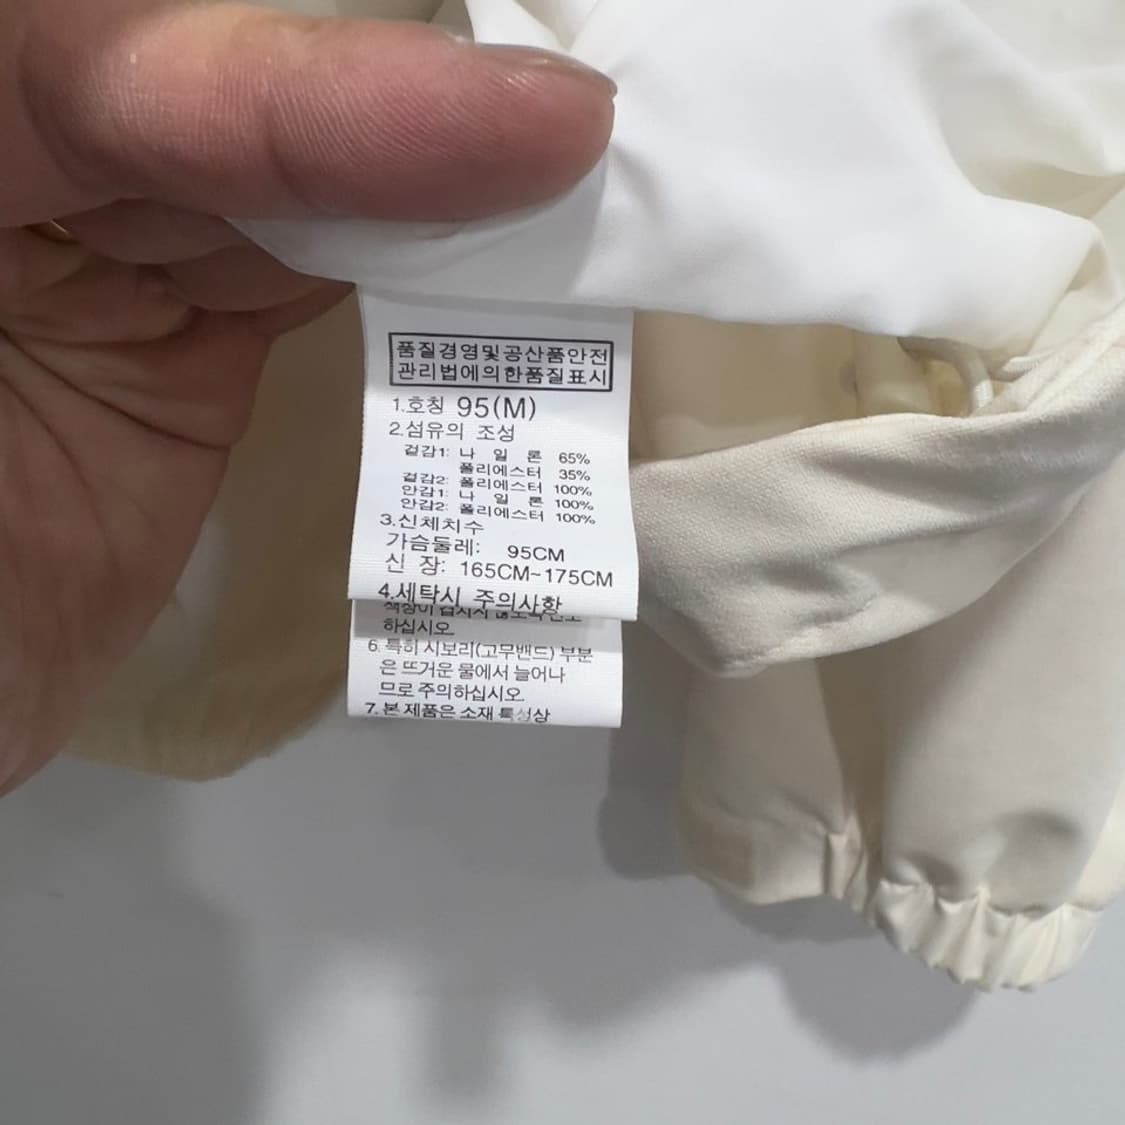 품질경영및공산품안전
관리법에의한품질표시
1.호칭 95(M)
2.섬유의 조성
겉감1: 나 일 론 65%
폴리에스터 35%
겉감2: 폴리에스터 100%
안감1: 나 일 론 100%
안감2: 폴리에스터 100%
3.신체치수
가슴둘레: 95CM
신 장: 165CM~175CM
4.세탁시 주의사항
하십시오.
6. 특히 시보리(고무밴드) 부분
은 뜨거운 물에서 늘어나
므로 주의하십시오.
7. 본 제품은 소재 특성상